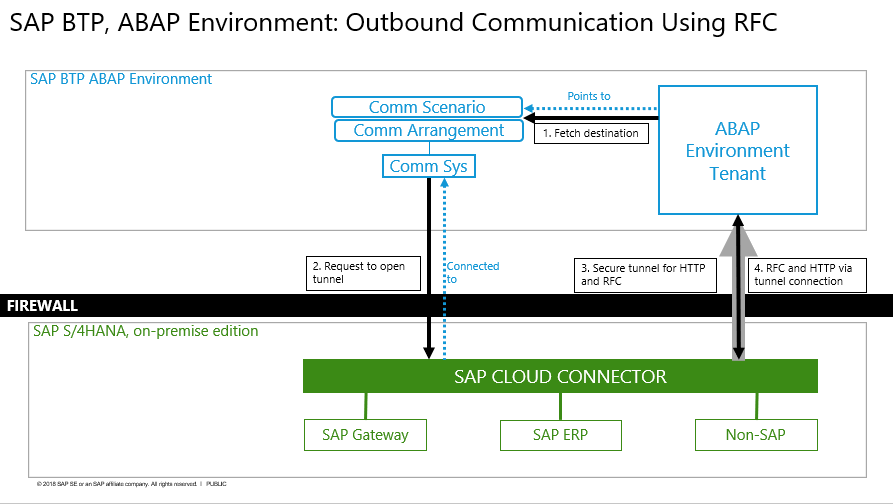 SAP BTP, ABAP Environment: Outbound Communication Using RFC
SAP BTP ABAP Environment
Comm Scenario
Comm Arrangement
Comm Sys
Points to
1. Fetch destination
ABAP
Environment
Tenant
2. Request to open
tunnel
Connected
to
3. Secure tunnel for HTTP
and RFC
4. RFC and HTTP via
tunnel connection
FIREWALL
SAP S/4HANA, on-premise edition
SAP CLOUD CONNECTOR
SAP Gateway
SAP ERP
Non-SAP
© 2018 SAP SE or an SAP affiliate company. All rights reserved. | PUBLIC